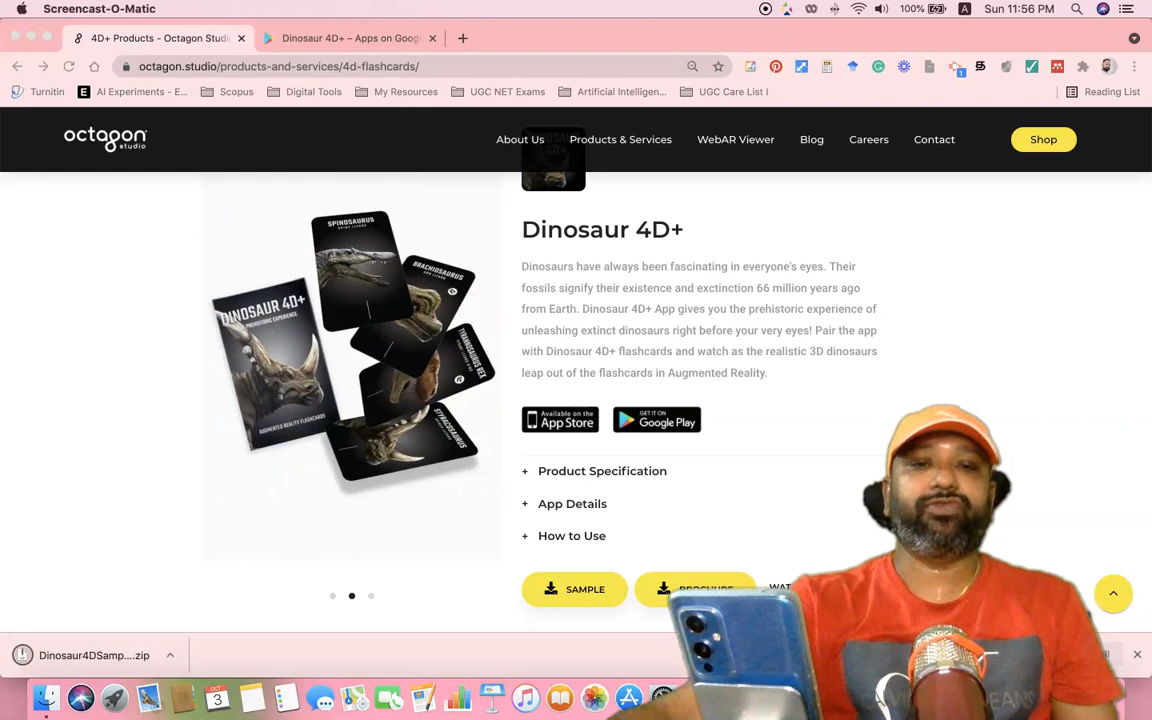 Screencast-O-Matic
100%
A
Sun 11:56 PM
4D+ Products - Octagon Studi
Dinosaur 4D+ – Apps on Goog
octagon.studio/products-and-services/4d-flashcards/
1
Turnitin
E
AI Experiments - E...
Scopus
Digital Tools
My Resources
UGC NET Exams
Artificial Intelligen...
UGC Care List I
Reading List
octagon
studio
About Us
Products & Services
WebAR Viewer
Blog
Careers
Contact
Shop
SPINOSAURUS
BRACHIOSAURUS
DINOSAUR 4D+
TYRANNOSAURUS REX
STYRACOSAURUS
AUGMENTED REALITY FLASHCARDS
Dinosaur 4D+
Dinosaurs have always been fascinating in everyone's eyes. Their
fossils signify their existence and exctinction 66 million years ago
from Earth. Dinosaur 4D+ App gives you the prehistoric experience of
unleashing extinct dinosaurs right before your very eyes! Pair the app
with Dinosaur 4D+ flashcards and watch as the realistic 3D dinosaurs
leap out of the flashcards in Augmented Reality.
Available on the
App Store
GET IT ON
Google Play
+ Product Specification
+ App Details
+ How to Use
SAMPLE
BROCHURE
WAT
Dinosaur4DSamp....zip
OCT
3